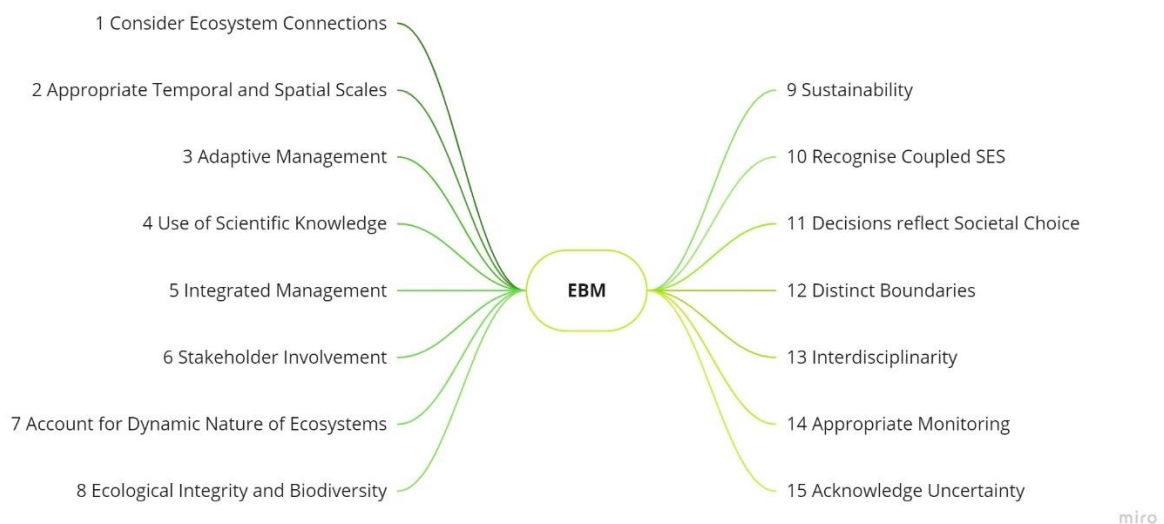 1 Consider Ecosystem Connections
2 Appropriate Temporal and Spatial Scales
3 Adaptive Management
4 Use of Scientific Knowledge
5 Integrated Management
6 Stakeholder Involvement
7 Account for Dynamic Nature of Ecosystems
8 Ecological Integrity and Biodiversity
EBM
9 Sustainability
10 Recognise Coupled SES
11 Decisions reflect Societal Choice
12 Distinct Boundaries
13 Interdisciplinarity
14 Appropriate Monitoring
15 Acknowledge Uncertainty
miro